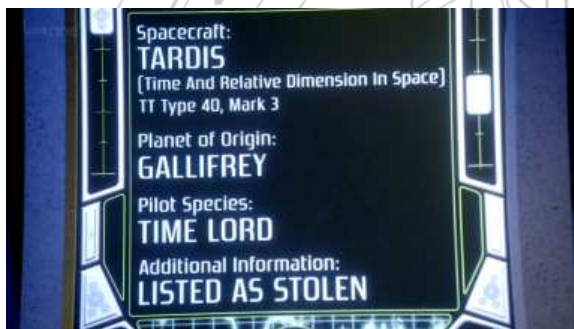 Spacecraft:
TARDIS
(Time And Relative Dimension In Space)
TT Type 40, Mark 3
Planet of Origin:
GALLIFREY
Pilot Species:
TIME LORD
Additional Information:
LISTED AS STOLEN